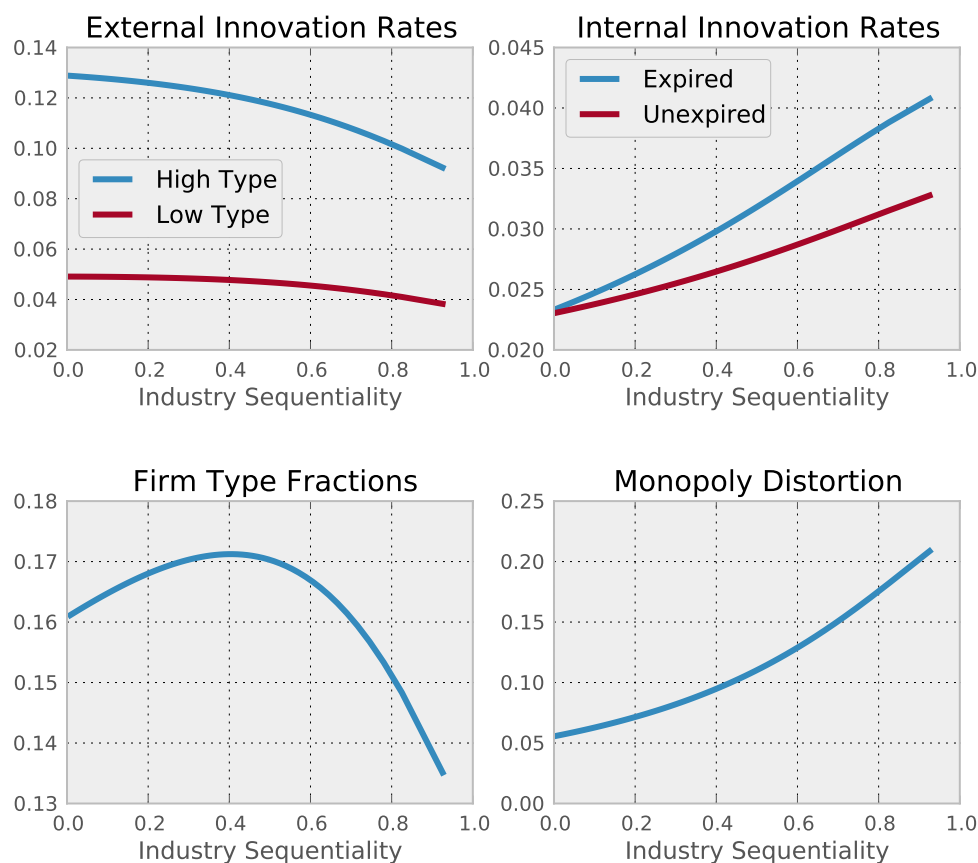 External Innovation Rates
0.14
0.12
0.10
0.08
0.06
0.04
0.02
High Type
Low Type
0.0 0.2 0.4 0.6 0.8 1.0
Industry Sequentiality
Internal Innovation Rates
0.045
0.040
0.035
0.030
0.025
0.020
Expired
Unexpired
0.0 0.2 0.4 0.6 0.8 1.0
Industry Sequentiality
Firm Type Fractions
0.18
0.17
0.16
0.15
0.14
0.13
0.0 0.2 0.4 0.6 0.8 1.0
Industry Sequentiality
Monopoly Distortion
0.25
0.20
0.15
0.10
0.05
0.00
0.0 0.2 0.4 0.6 0.8 1.0
Industry Sequentiality